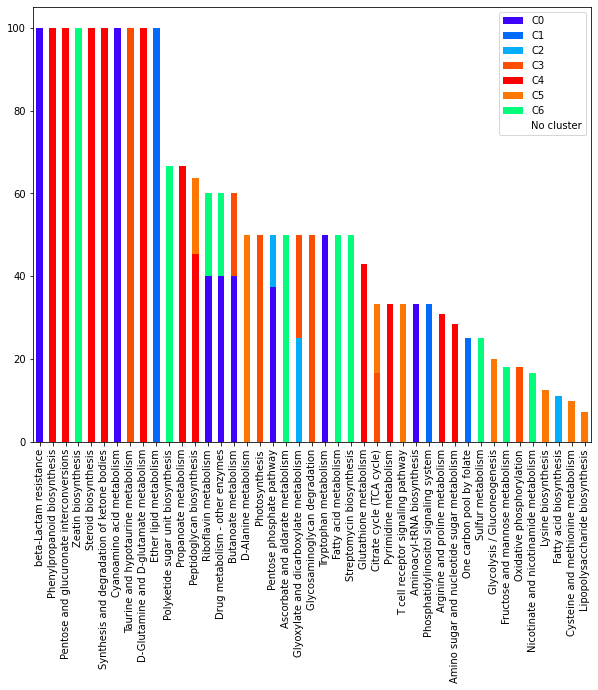 100
80
60
40
20
0
C0
C1
C2
C3
C4
C5
C6
No cluster
beta-Lactam resistance
Phenylpropanoid biosynthesis
Pentose and glucuronate interconversions
Zeatin biosynthesis
Steroid biosynthesis
Synthesis and degradation of ketone bodies
Cyanoamino acid metabolism
Taurine and hypotaurine metabolism
D-Glutamine and D-glutamate metabolism
Ether lipid metabolism
Polyketide sugar unit biosynthesis
Propanoate metabolism
Peptidoglycan biosynthesis
Riboflavin metabolism
Drug metabolism - other enzymes
Butanoate metabolism
D-Alanine metabolism
Photosynthesis
Pentose phosphate pathway
Ascorbate and aldarate metabolism
Glyoxylate and dicarboxylate metabolism
Glycosaminoglycan degradation
Tryptophan metabolism
Fatty acid metabolism
Streptomycin biosynthesis
Glutathione metabolism
Citrate cycle (TCA cycle)
Pyrimidine metabolism
T cell receptor signaling pathway
Aminoacyl-tRNA biosynthesis
Phosphatidylinositol signaling system
Arginine and proline metabolism
Amino sugar and nucleotide sugar metabolism
One carbon pool by folate
Sulfur metabolism
Glycolysis / Gluconeogenesis
Fructose and mannose metabolism
Oxidative phosphorylation
Nicotinate and nicotinamide metabolism
Lysine biosynthesis
Fatty acid biosynthesis
Cysteine and methionine metabolism
Lipopolysaccharide biosynthesis